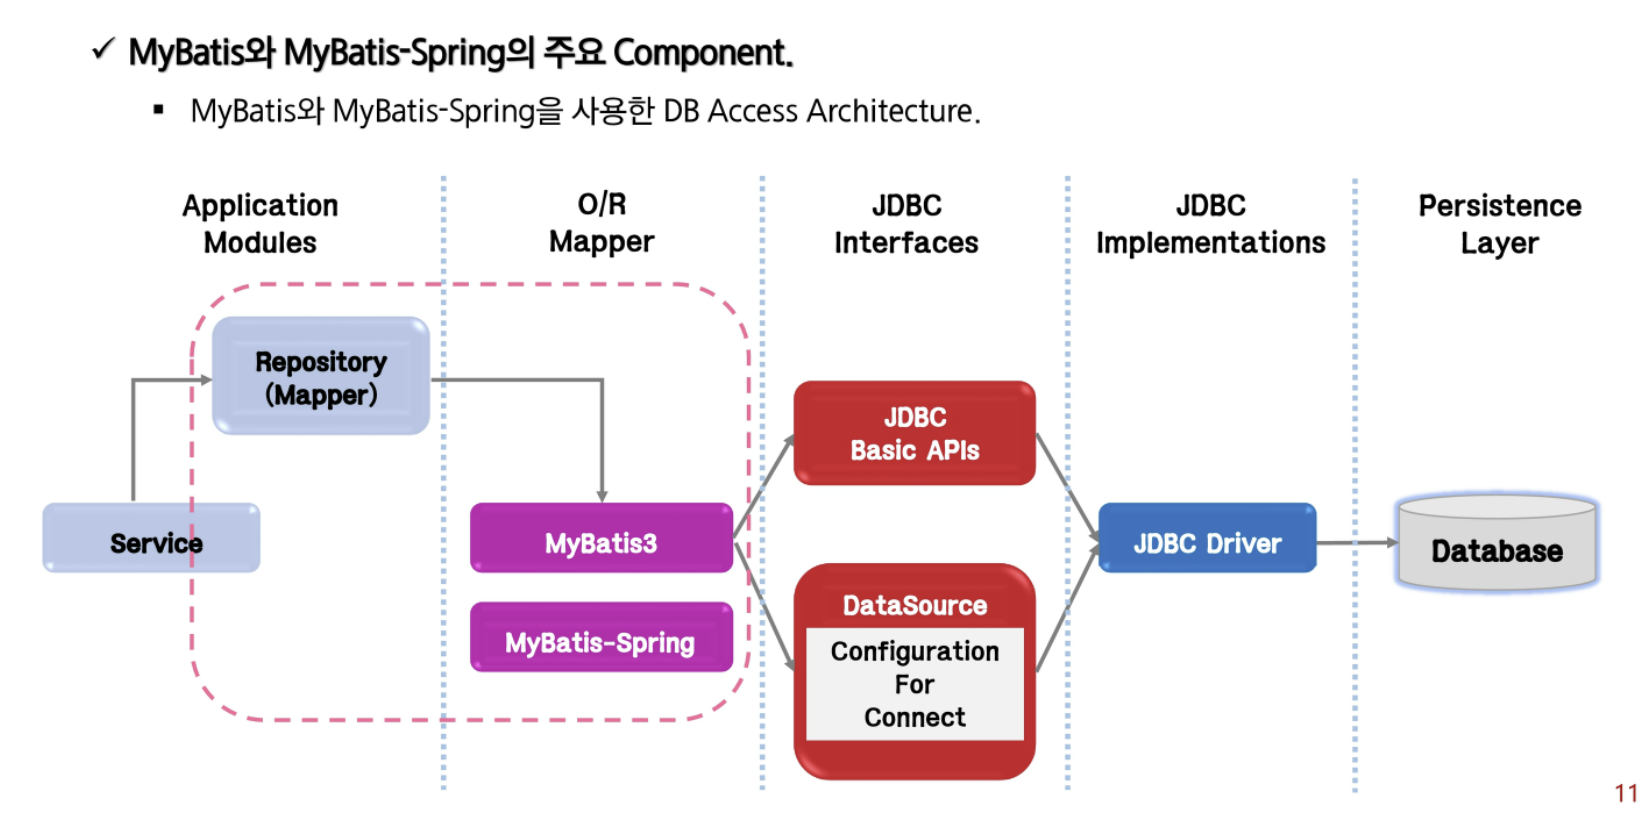 ✓ MyBatis와 MyBatis-Spring의 주요 Component.
▪ MyBatis와 MyBatis-Spring을 사용한 DB Access Architecture.
Application
Modules
O/R
Mapper
JDBC
Interfaces
JDBC
Implementations
Persistence
Layer
Repository
(Mapper)
Service
MyBatis3
MyBatis-Spring
JDBC
Basic APIs
DataSource
Configuration
For
Connect
JDBC Driver
Database
11